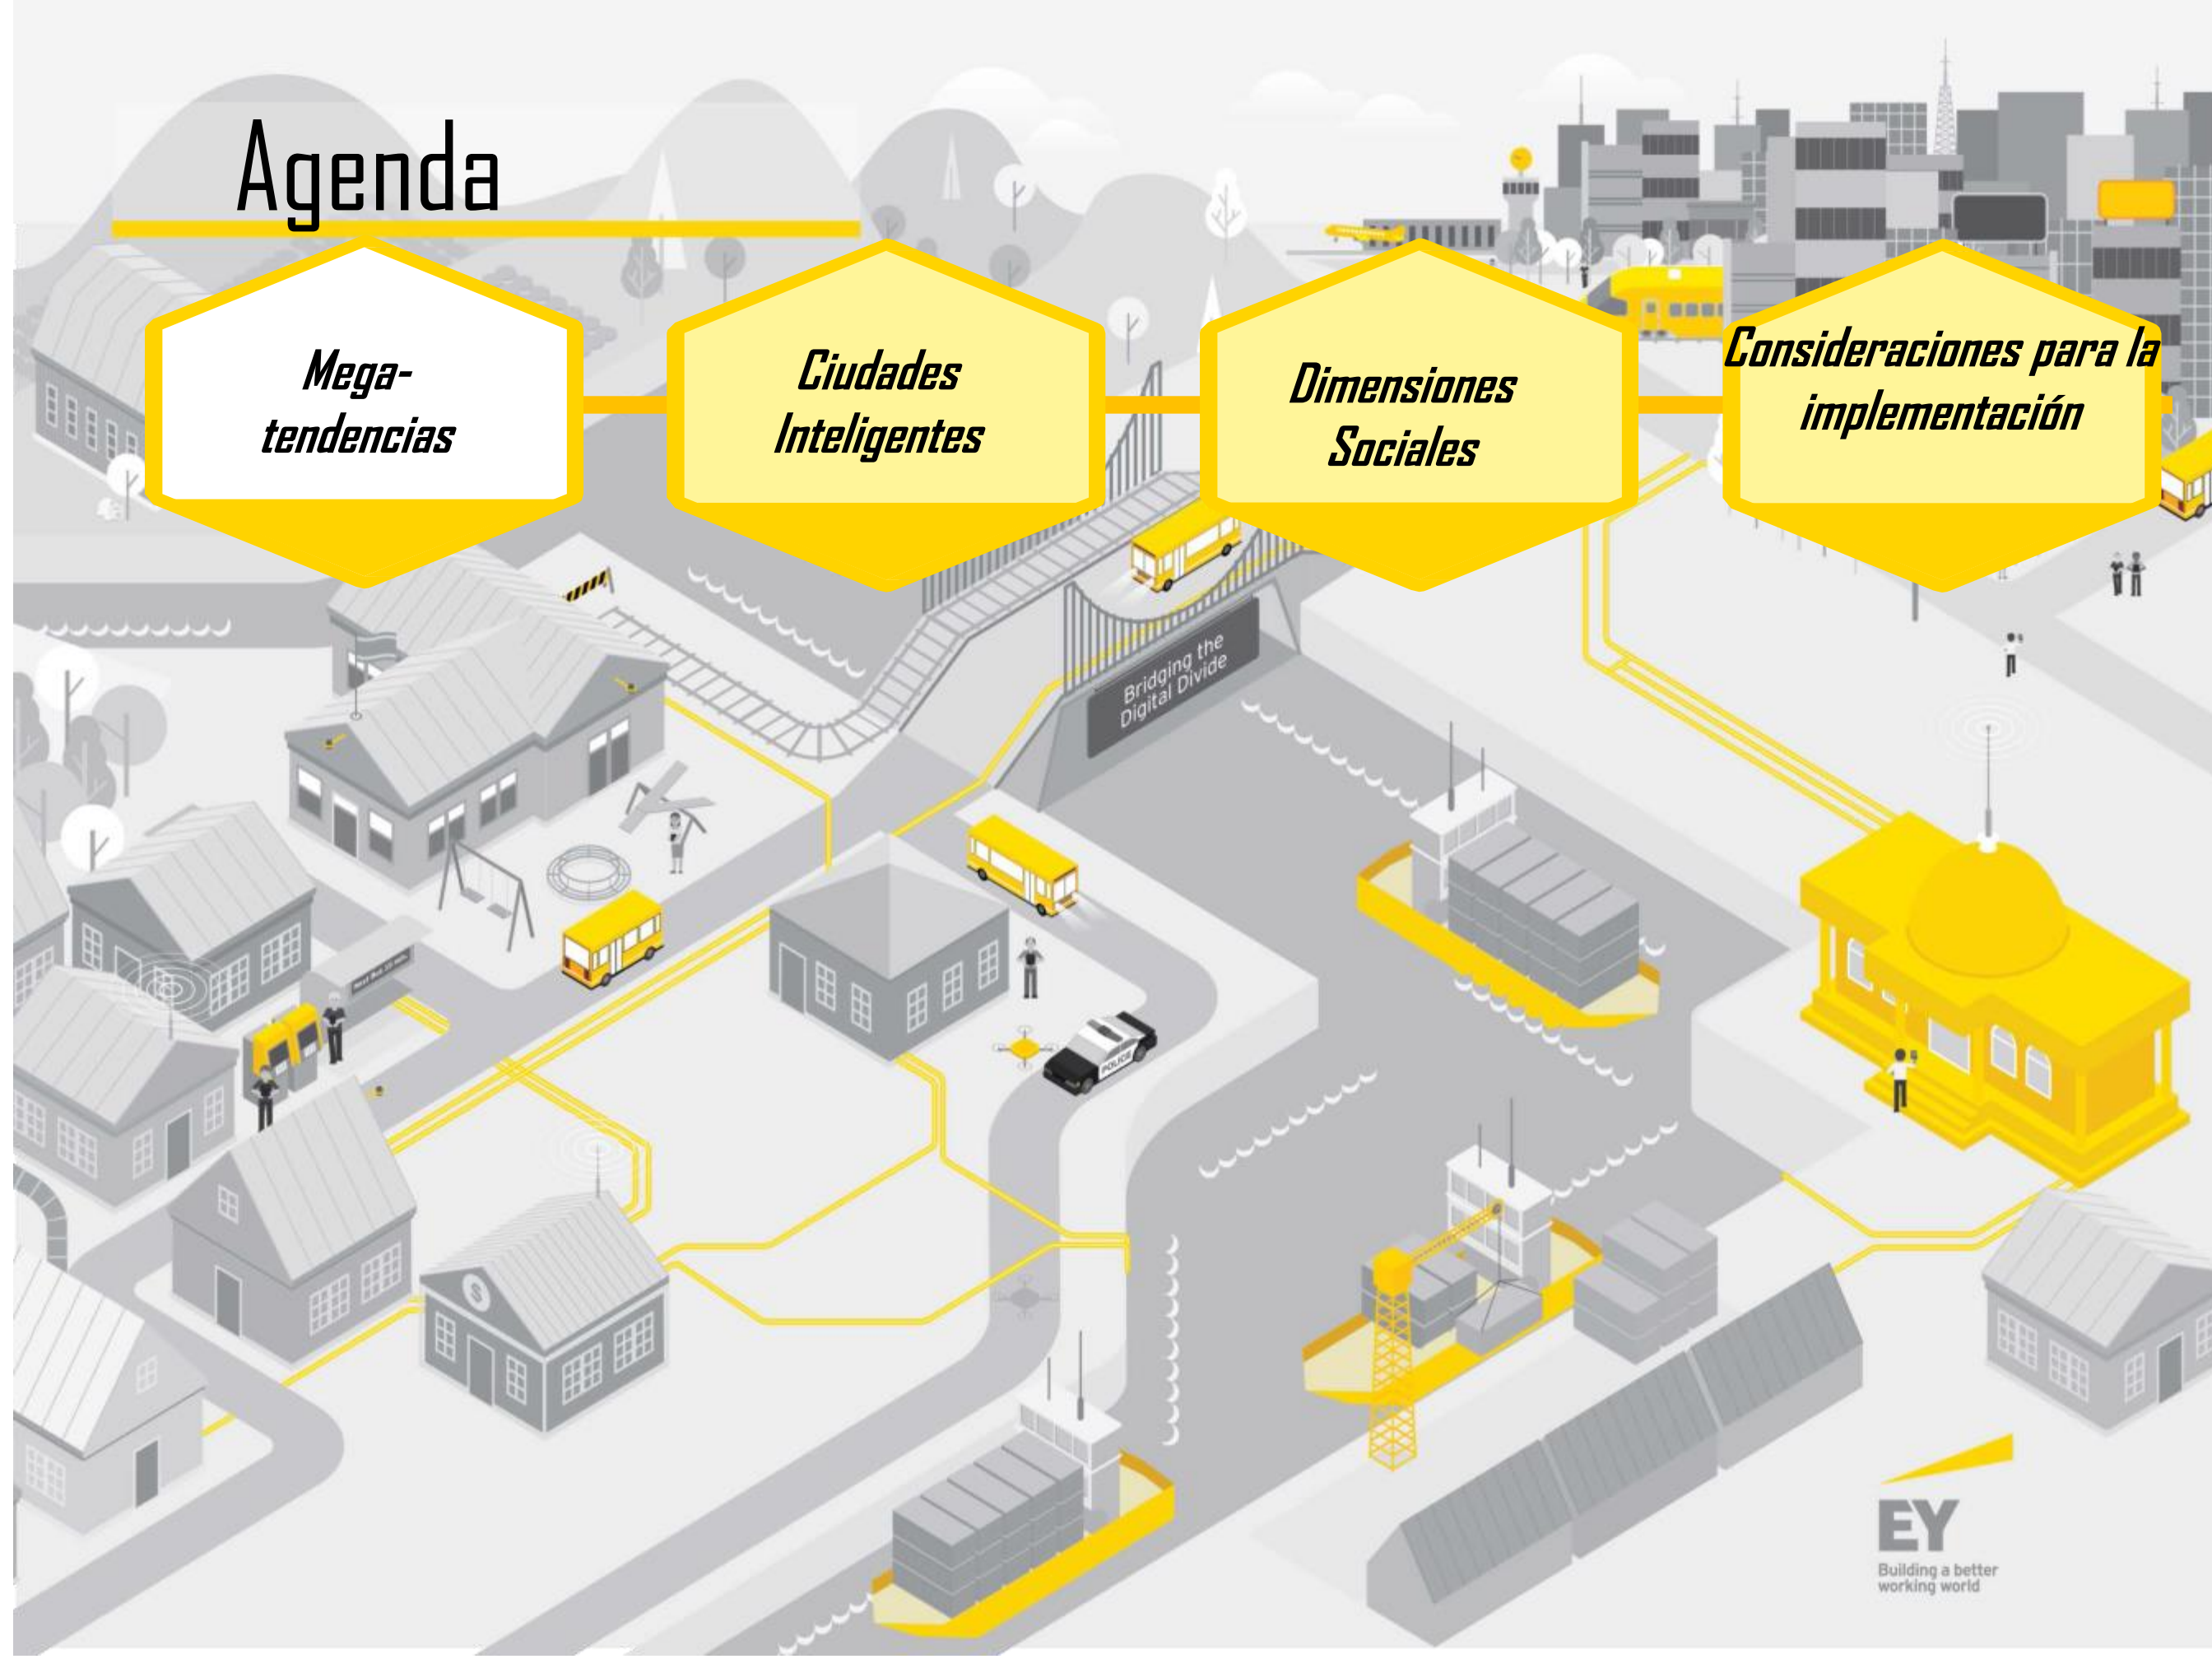 Agenda
Mega-
tendencias
Ciudades
Inteligentes
Dimensiones
Sociales
Consideraciones para la
implementación
Bridging the
Digital Divide
POLICE
$
EY
Building a better
working world